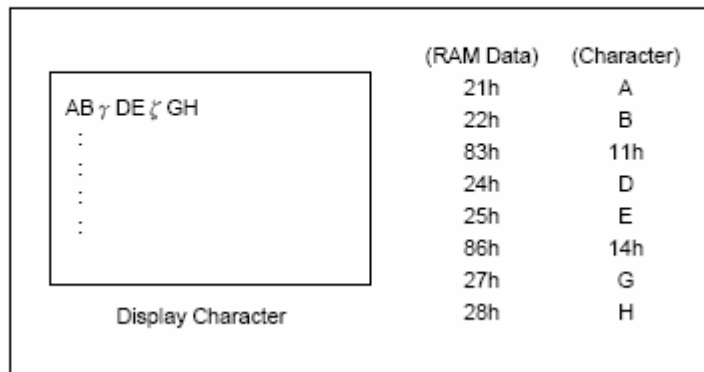 (RAM Data) (Character)
21h A
AB γ DE ζ GH
22h B
:
83h 11h
:
24h D
:
25h E
:
86h 14h
27h G
Display Character
28h H